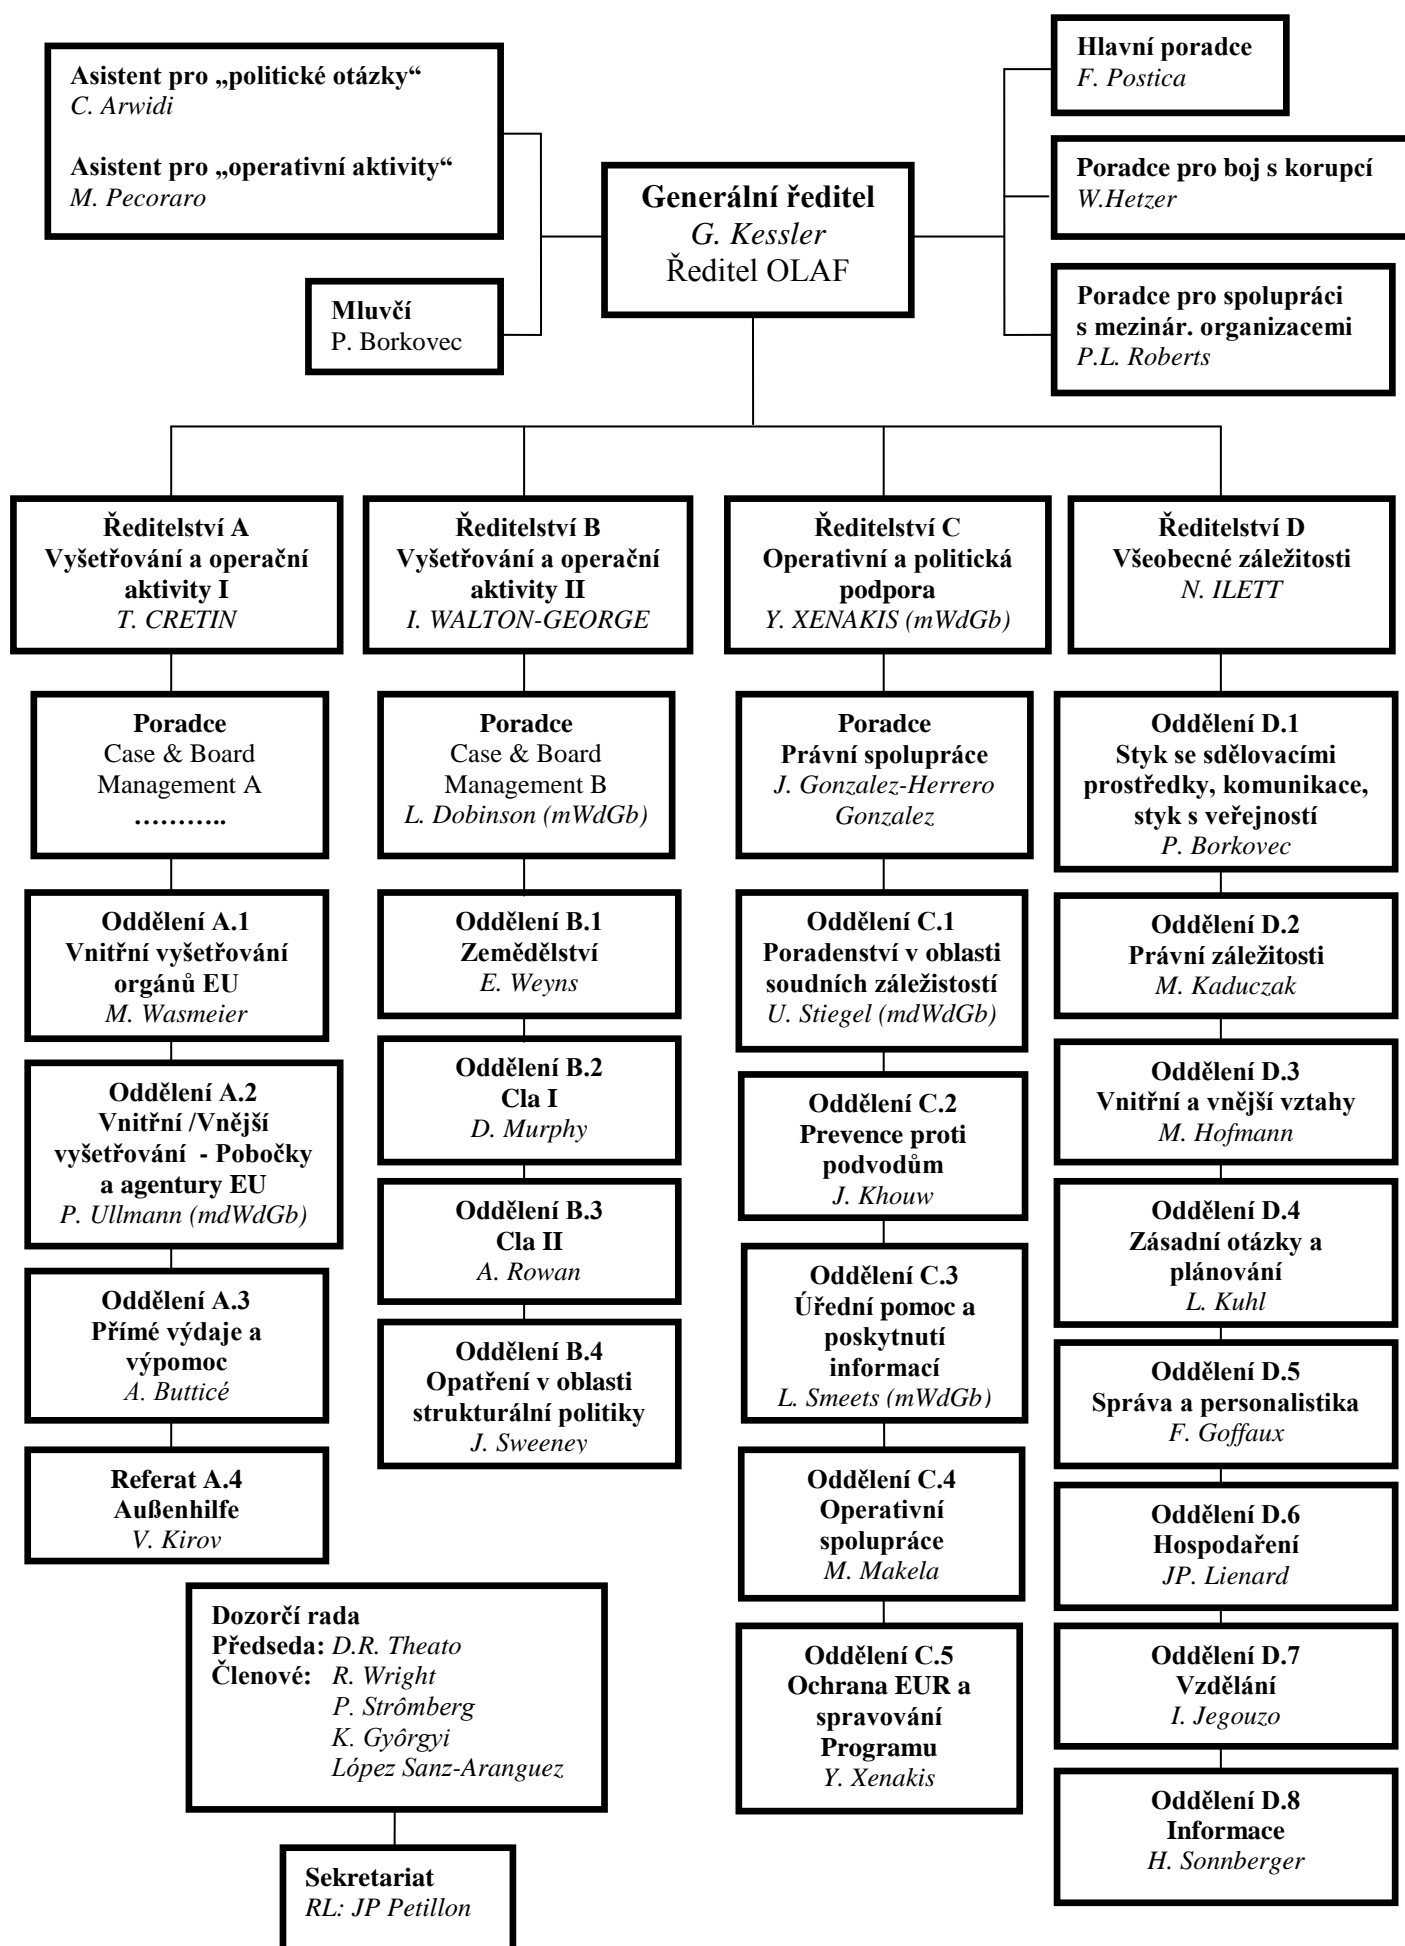 Asistent pro „politické otázky“
C. Arwidi
Asistent pro „operativní aktivity“
M. Pecoraro
Mluvčí
P. Borkovec
Generální ředitel
G. Kessler
Ředitel OLAF
Hlavní poradce
F. Postica
Poradce pro boj s korupcí
W.Hetzer
Poradce pro spolupráci
s mezinár. organizacemi
P.L. Roberts
Ředitelství A
Vyšetřování a operační
aktivity I
T. CRETIN
Poradce
Case & Board
Management A
………..
Oddělení A.1
Vnitřní vyšetřování
orgánů EU
M. Wasmeier
Oddělení A.2
Vnitřní /Vnější
vyšetřování  - Pobočky
a agentury EU
P. Ullmann (mdWdGb)
Oddělení A.3
Přímé výdaje a
výpomoc
A. Butticé
Referat A.4
Außenhilfe
V. Kirov
Ředitelství B
Vyšetřování a operační
aktivity II
I. WALTON-GEORGE
Poradce
Case & Board
Management B
L. Dobinson (mWdGb)
Oddělení B.1
Zemědělství
E. Weyns
Oddělení B.2
Cla I
D. Murphy
Oddělení B.3
Cla II
A. Rowan
Oddělení B.4
Opatření v oblasti
strukturální politiky
J. Sweeney
Ředitelství C
Operativní a politická
podpora
Y. XENAKIS (mWdGb)
Poradce
Právní spolupráce
J. Gonzalez-Herrero
Gonzalez
Oddělení C.1
Poradenství v oblasti
soudních záležistostí
U. Stiegel (mdWdGb)
Oddělení C.2
Prevence proti
podvodům
J. Khouw
Oddělení C.3
Úřední pomoc a
poskytnutí
informací
L. Smeets (mWdGb)
Oddělení C.4
Operativní
spolupráce
M. Makela
Oddělení C.5
Ochrana EUR a
spravování
Programu
Y. Xenakis
Ředitelství D
Všeobecné záležitosti
N. ILETT
Oddělení D.1
Styk se sdělovacími
prostředky, komunikace,
styk s veřejností
P. Borkovec
Oddělení D.2
Právní záležitosti
M. Kaduczak
Oddělení D.3
Vnitřní a vnější vztahy
M. Hofmann
Oddělení D.4
Zásadní otázky a
plánování
L. Kuhl
Oddělení D.5
Správa a personalistika
F. Goffaux
Oddělení D.6
Hospodaření
JP. Lienard
Oddělení D.7
Vzdělání
I. Jegouzo
Oddělení D.8
Informace
H. Sonnberger
Dozorčí rada
Předseda: D.R. Theato
Členové: R. Wright
P. Strômberg
K. Gyôrgyi
López Sanz-Aranguez
Sekretariat
RL: JP Petillon